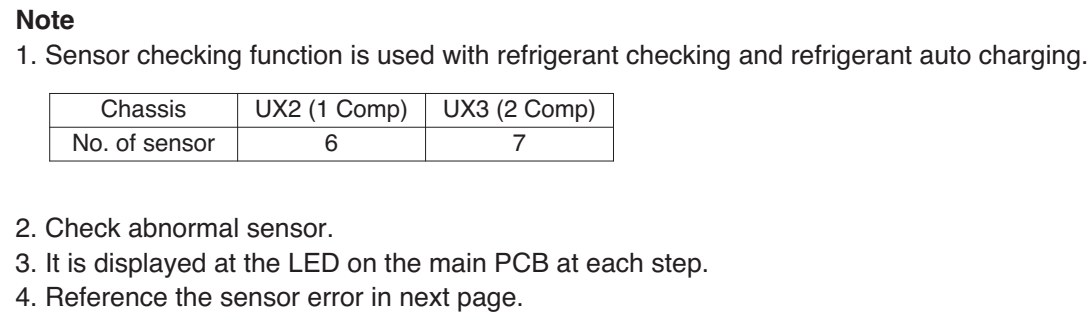 Note
1. Sensor checking function is used with refrigerant checking and refrigerant auto charging.
Chassis UX2 (1 Comp) UX3 (2 Comp)
No. of sensor 6 7
2. Check abnormal sensor.
3. It is displayed at the LED on the main PCB at each step.
4. Reference the sensor error in next page.